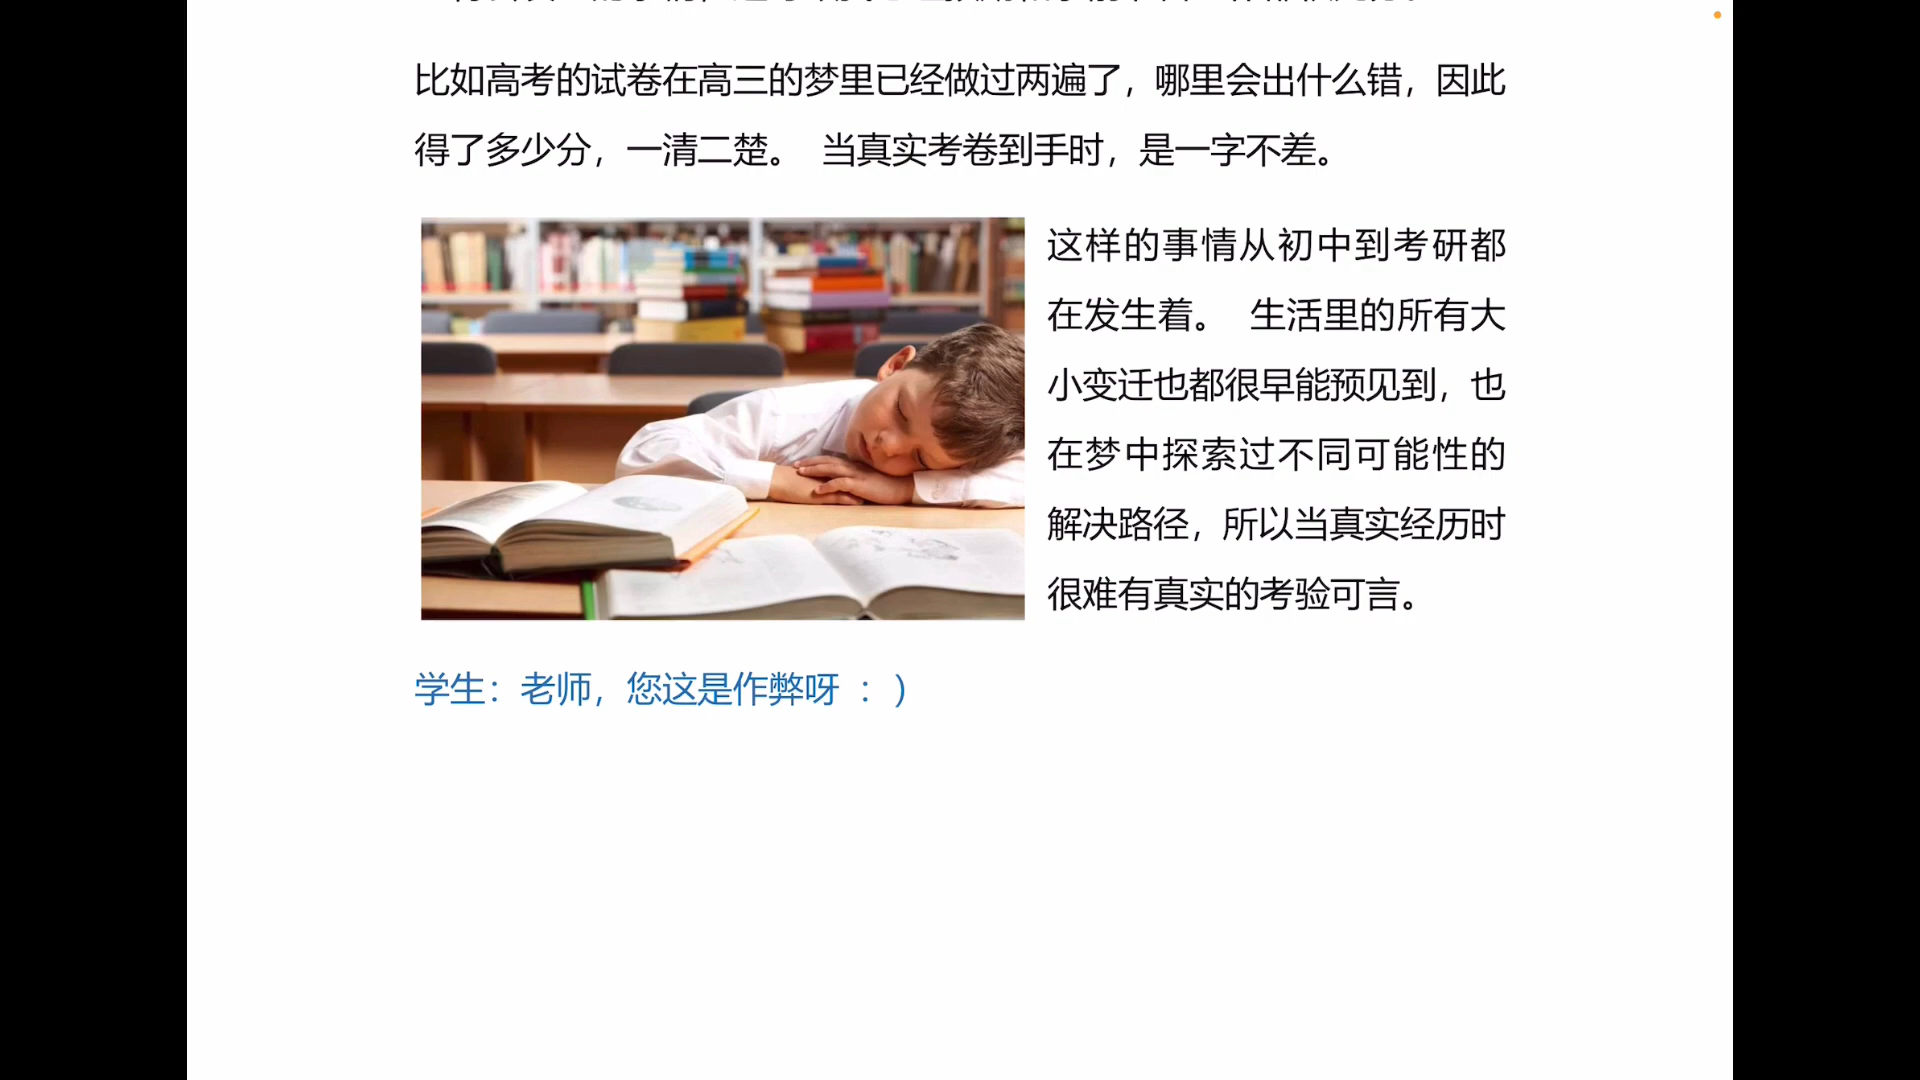 比如高考的试卷在高三的梦里已经做过两遍了，哪里会出什么错，因此
得了多少分，一清二楚。 当真实考卷到手时，是一字不差。
这样的事情从初中到考研都
在发生着。 生活里的所有大
小变迁也都很早能预见到，也
在梦中探索过不同可能性的
解决路径，所以当真实经历时
很难有真实的考验可言。
学生：老师，您这是作弊呀 ：)